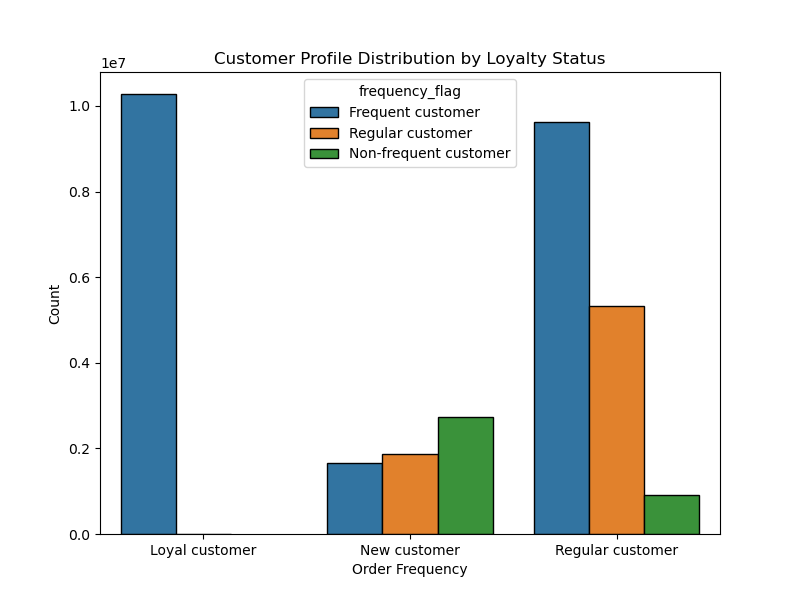 Customer Profile Distribution by Loyalty Status
1e7
frequency_flag
Frequent customer
Regular customer
Non-frequent customer
1.0
0.8
0.6
0.4
0.2
0.0
Count
Loyal customer
New customer
Regular customer
Order Frequency